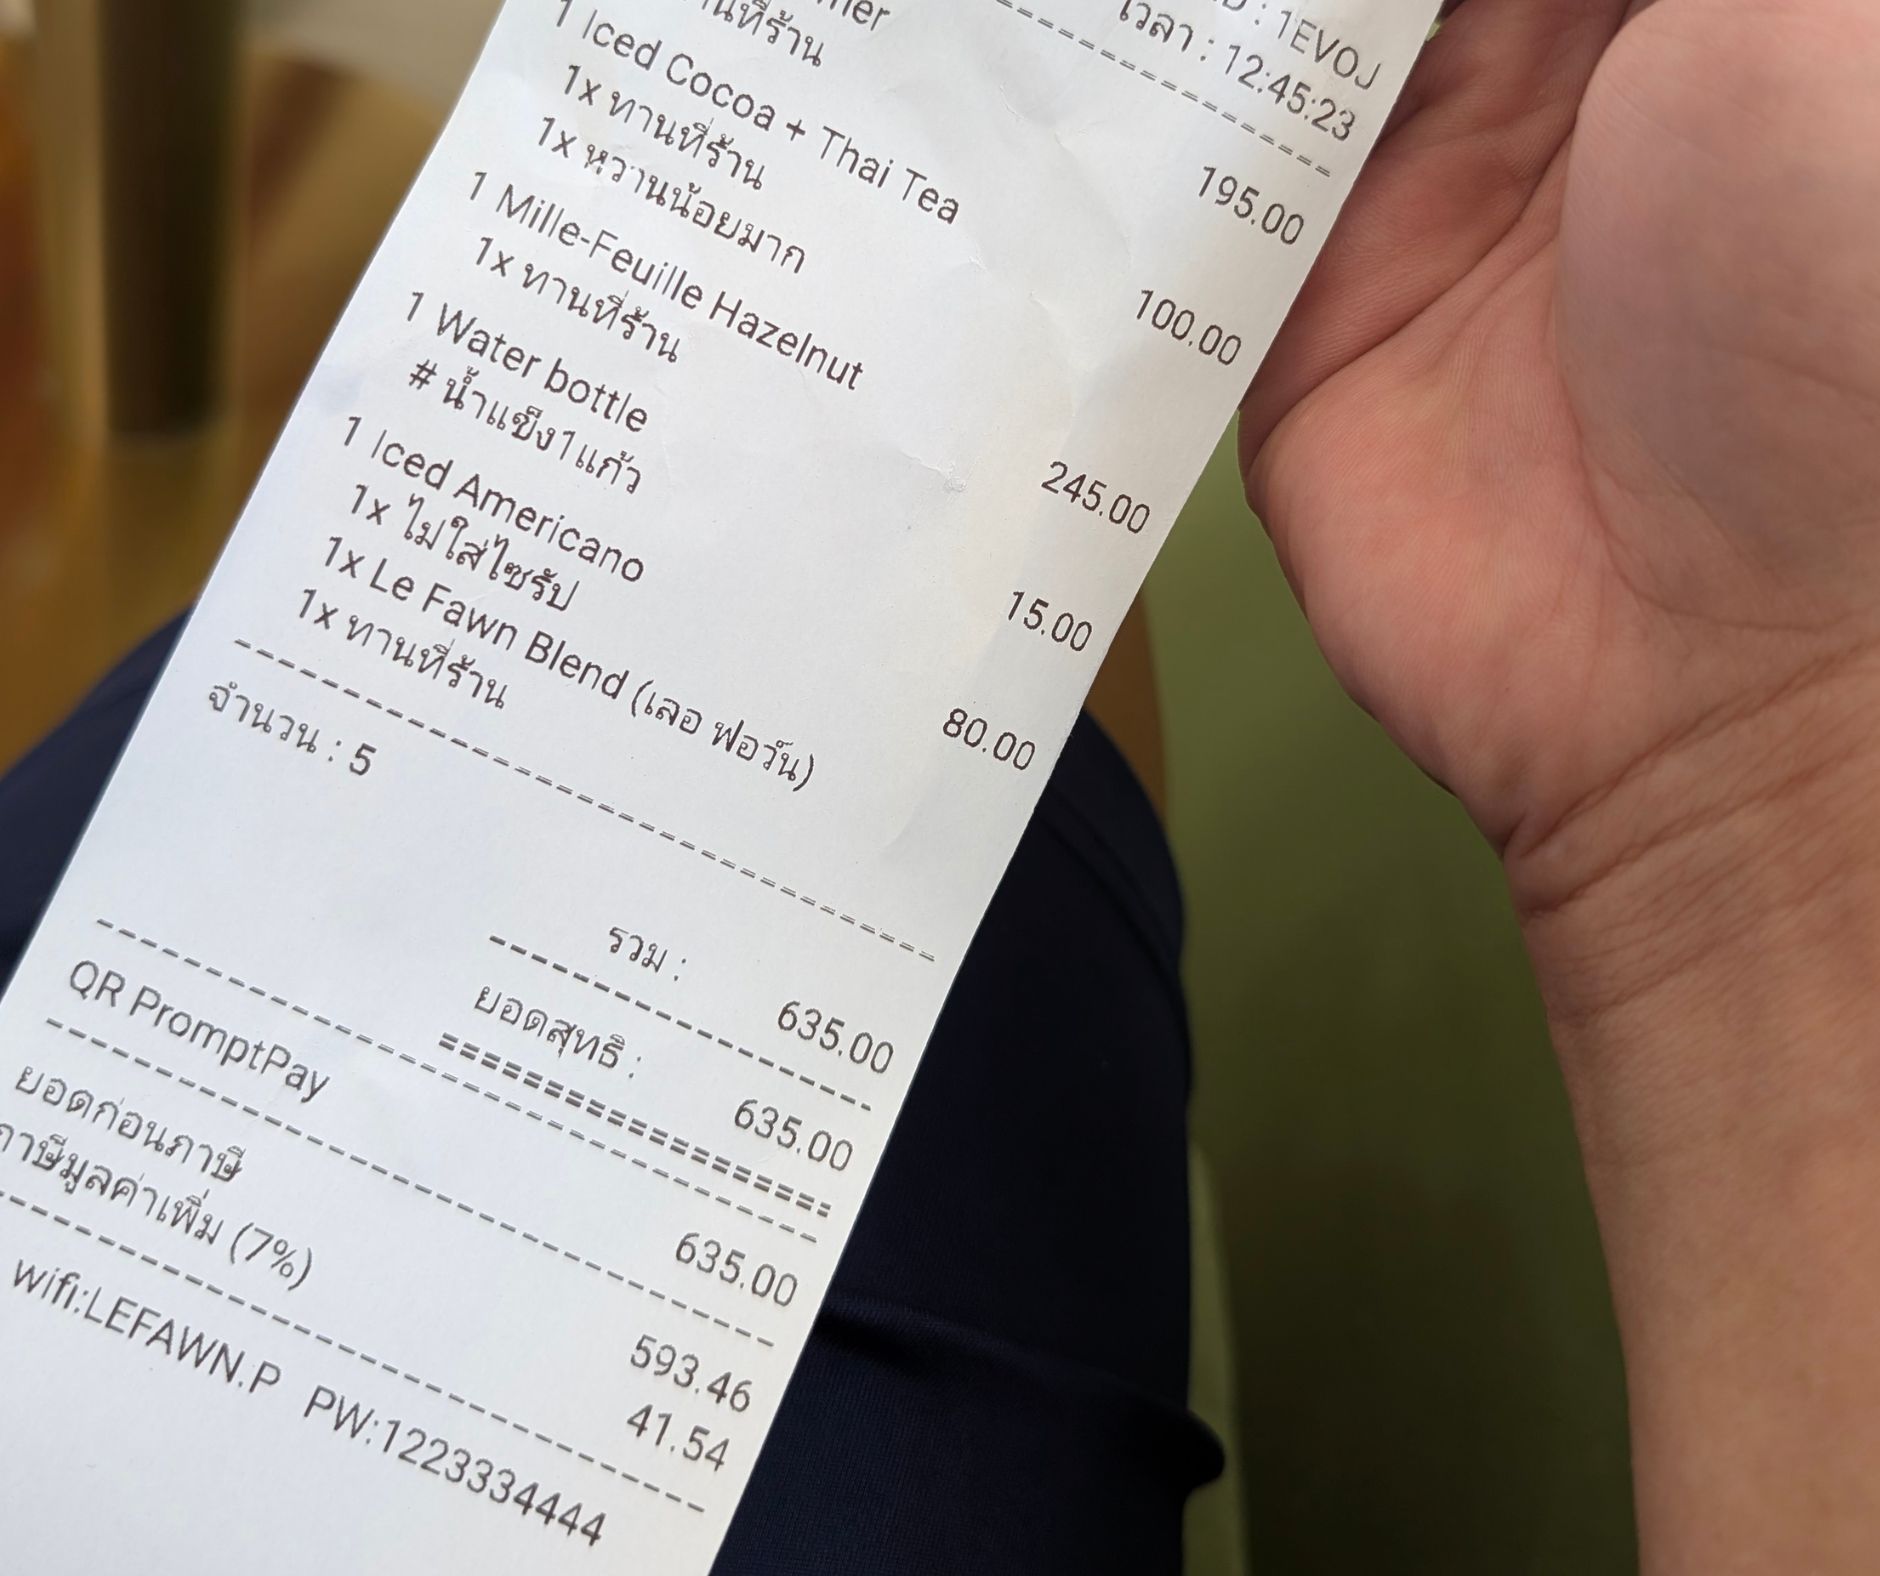 : 1EVOJ
เวลา : 12:45:23
195.00
1 Iced Cocoa + Thai Tea 100.00
1x ทานที่ร้าน
1x หวานน้อยมาก
1 Mille-Feuille Hazelnut 245.00
1x ทานที่ร้าน
1 Water bottle 15.00
# น้ำแข็ง1แก้ว
1 Iced Americano 80.00
1x ไม่ใส่ไซรัป
1x Le Fawn Blend (เลอ ฟอว์น)
1x ทานที่ร้าน
จำนวน : 5
รวม : 635.00
ยอดสุทธิ : 635.00
QR PromptPay 635.00
ยอดก่อนภาษี 593.46
ภาษีมูลค่าเพิ่ม (7%) 41.54
wifi:LEFAWN.P PW:1223334444